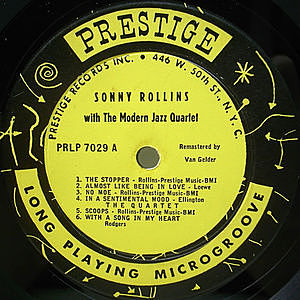 PRESTIGE
PRESTIGE RECORDS INC. • 446 W. 50th ST., N.Y.C.
SONNY ROLLINS
with The Modern Jazz Quartet
PRLP 7029 A
Remastered by
Van Gelder
1. THE STOPPER - Rollins-Prestige Music-BMI
2. ALMOST LIKE BEING IN LOVE - Loewe
3. NO MOE - Rollins-Prestige Music-BMI
4. IN A SENTIMENTAL MOOD - Ellington
THE QUARTET
5. SCOOPS - Rollins-Prestige Music-BMI
6. WITH A SONG IN MY HEART
Rodgers
LONG PLAYING MICROGROOVE